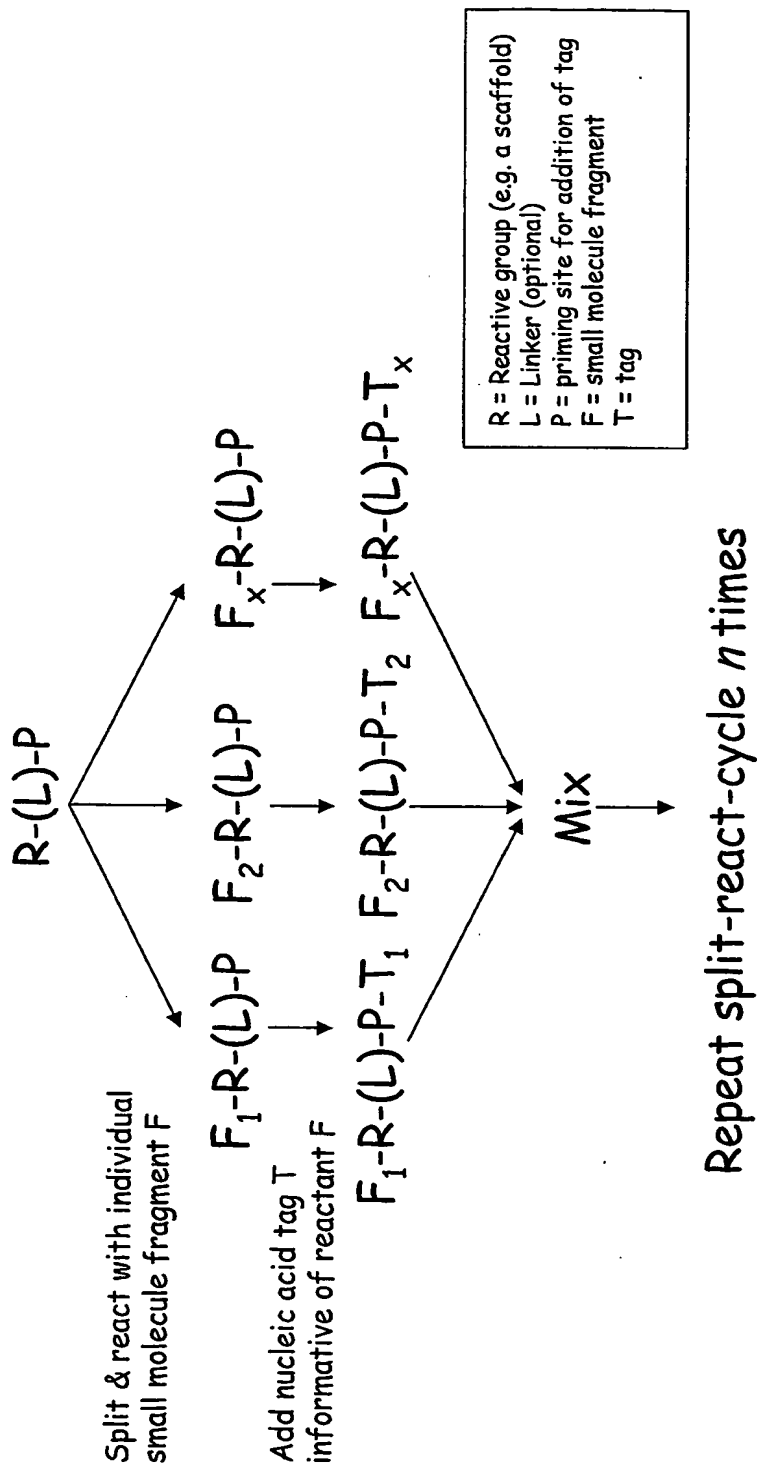 R-(L)-P
Split & react with individual
small molecule fragment F
F₁-R-(L)-P F₂-R-(L)-P Fₓ-R-(L)-P
Add nucleic acid tag T
informative of reactant F
F₁-R-(L)-P-T₁ F₂-R-(L)-P-T₂ Fₓ-R-(L)-P-Tₓ
Mix
Repeat split-react-cycle n times
R = Reactive group (e.g. a scaffold)
L = Linker (optional)
P = priming site for addition of tag
F = small molecule fragment
T = tag